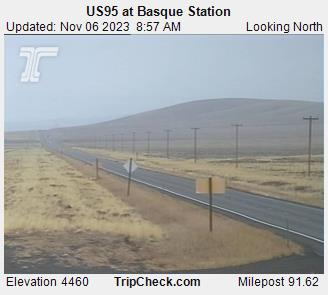 US95 at Basque Station
Updated: Nov 06 2023 8:57 AM Looking North
Elevation 4460 TripCheck.com Milepost 91.62